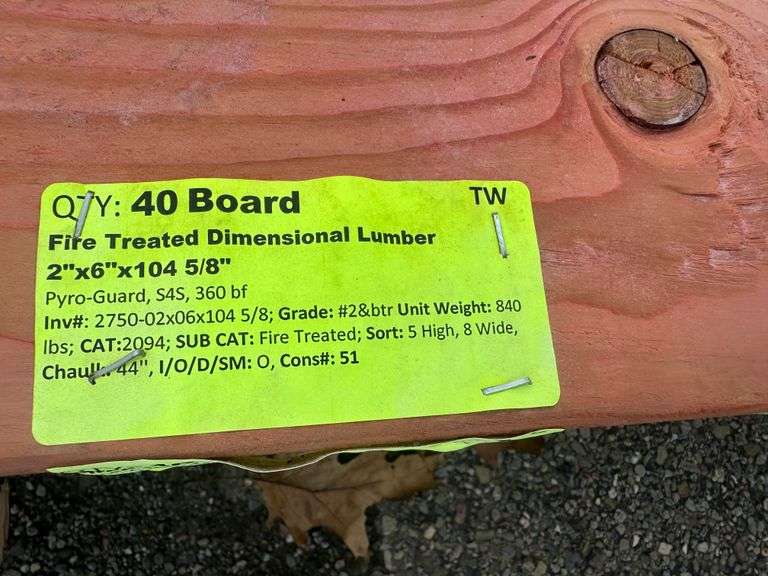 QTY: 40 Board TW
Fire Treated Dimensional Lumber
2"x6"x104 5/8"
Pyro-Guard, S4S, 360 bf
Inv#: 2750-02x06x104 5/8; Grade: #2&btr Unit Weight: 840
lbs; CAT:2094; SUB CAT: Fire Treated; Sort: 5 High, 8 Wide,
44", I/O/D/SM: O, Cons#: 51